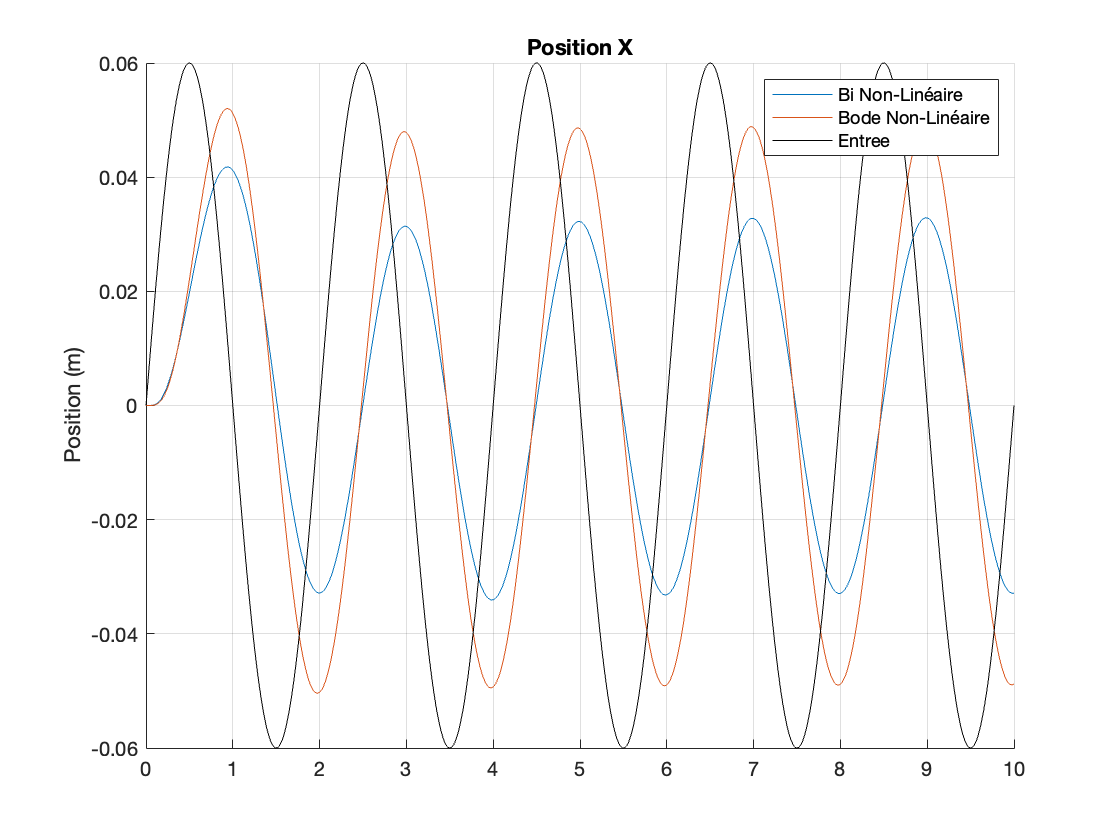 Position X
0.06
0.04
0.02
0
-0.02
-0.04
-0.06
Position (m)
Bi Non-Linéaire
Bode Non-Linéaire
Entree
0 1 2 3 4 5 6 7 8 9 10